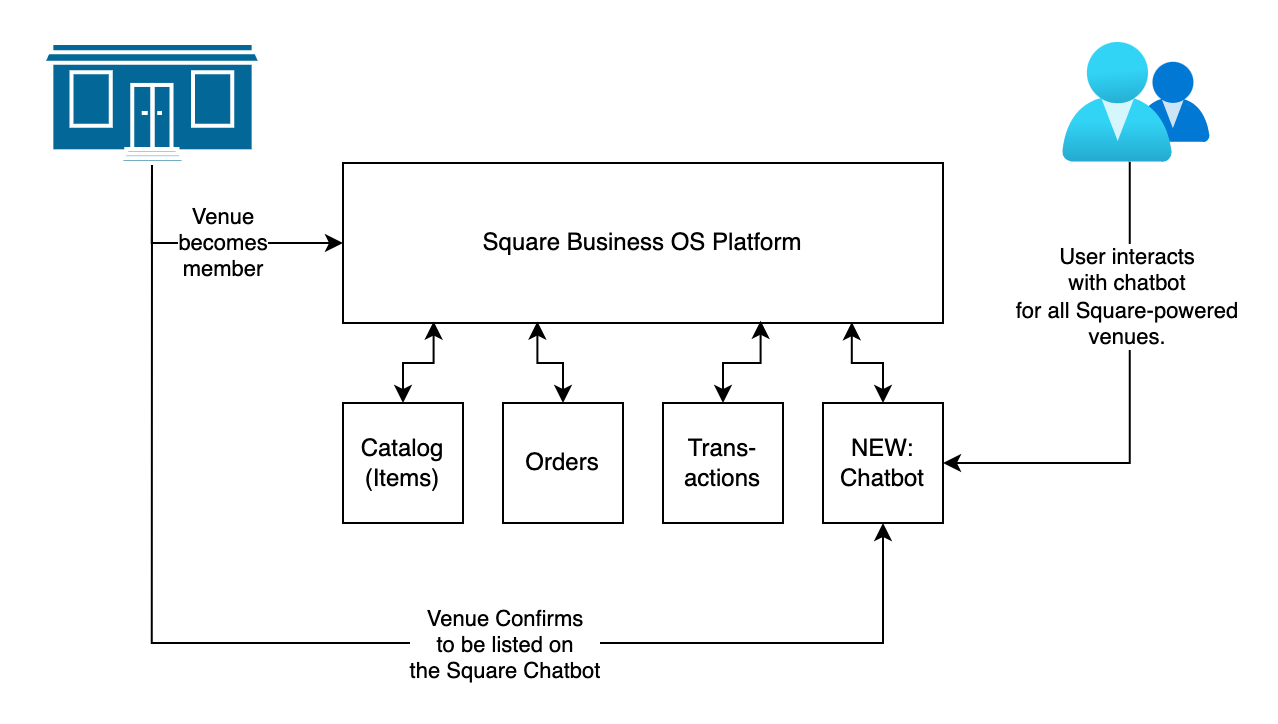 Venue
becomes
member
Square Business OS Platform
User interacts
with chatbot
for all Square-powered
venues.
Catalog
(Items)
Orders
Trans-
actions
NEW:
Chatbot
Venue Confirms
to be listed on
the Square Chatbot